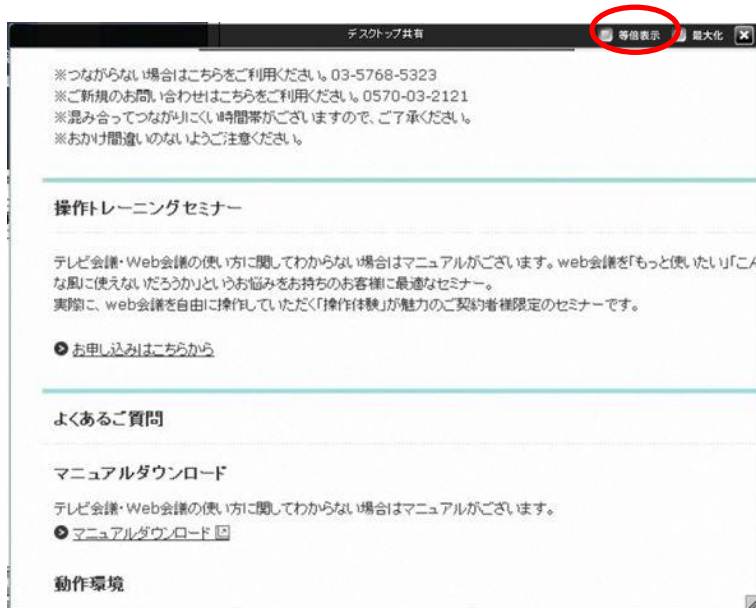 デスクトップ共有
等倍表示
最大化
※つながらない場合はこちらをご利用ください。03-5768-5323
※ご新規のお問い合わせはこちらをご利用ください。0570-03-2121
※混み合ってつながりにくい時間帯がございますので、ご了承ください。
※おかけ間違いのないようご注意ください。
操作トレーニングセミナー
テレビ会議・Web会議の使い方に関してわからない場合はマニュアルがございます。web会議を「もっと使いたい」「こん
な風に使えないだろうか」というお悩みをお持ちのお客様に最適なセミナー。
実際に、web会議を自由に操作していただく「操作体験」が魅力のご契約者様限定のセミナーです。
お申し込みはこちらから
よくあるご質問
マニュアルダウンロード
テレビ会議・Web会議の使い方に関してわからない場合はマニュアルがございます。
マニュアルダウンロード
動作環境